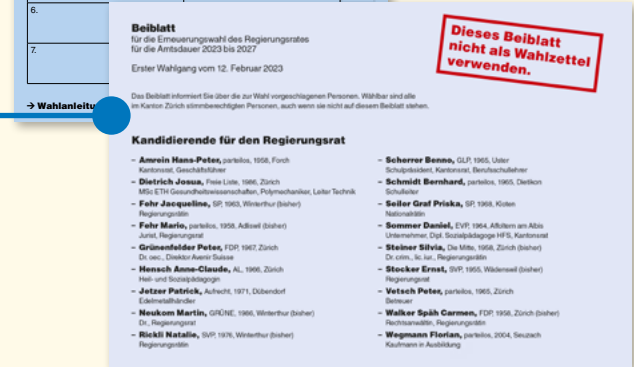 6.
7.
→ Wahlanleitu
Beiblatt
für die Erneuerungswahl des Regierungsrates
für die Amtsdauer 2023 bis 2027
Erster Wahlgang vom 12. Februar 2023
Dieses Beiblatt
nicht als Wahlzettel
verwenden.
Das Beiblatt informiert Sie über die zur Wahl vorgeschlagenen Personen. Wählbar sind alle
im Kanton Zürich stimmberechtigten Personen, auch wenn sie nicht auf diesem Beiblatt stehen.
Kandidierende für den Regierungsrat
– Amrein Hans-Peter, parteilos, 1958, Forch
Kantonsrat, Geschäftsführer
– Dietrich Josua, Freie Liste, 1986, Zürich
MSc ETH Gesundheitswissenschaften, Polymechaniker, Leiter Technik
– Fehr Jacqueline, SP, 1963, Winterthur (bisher)
Regierungsrätin
– Fehr Mario, parteilos, 1958, Adliswil (bisher)
Jurist, Regierungsrat
– Grünenfelder Peter, FDP, 1967, Zürich
Dr. oec., Direktor Avenir Suisse
– Hensch Anne-Claude, AL, 1966, Zürich
Heil- und Sozialpädagogin
– Jetzer Patrick, Aufrecht, 1971, Dübendorf
Edelmetallhändler
– Neukom Martin, GRÜNE, 1986, Winterthur (bisher)
Dr., Regierungsrat
– Rickli Natalie, SVP, 1976, Winterthur (bisher)
Regierungsrätin
– Scherrer Benno, GLP, 1965, Uster
Schulpräsident, Kantonsrat, Berufsschullehrer
– Schmidt Bernhard, parteilos, 1965, Dietikon
Schulleiter
– Seiler Graf Priska, SP, 1968, Kloten
Nationalrätin
– Sommer Daniel, EVP, 1964, Affoltern am Albis
Unternehmer, Dipl. Sozialpädagoge HFS, Kantonsrat
– Steiner Silvia, Die Mitte, 1958, Zürich (bisher)
Dr. crim., lic. iur., Regierungsrätin
– Stocker Ernst, SVP, 1955, Wädenswil (bisher)
Regierungsrat
– Vetsch Peter, parteilos, 1965, Zürich
Betreuer
– Walker Späh Carmen, FDP, 1958, Zürich (bisher)
Rechtsanwältin, Regierungsrätin
– Wegmann Florian, parteilos, 2004, Seuzach
Kaufmann in Ausbildung